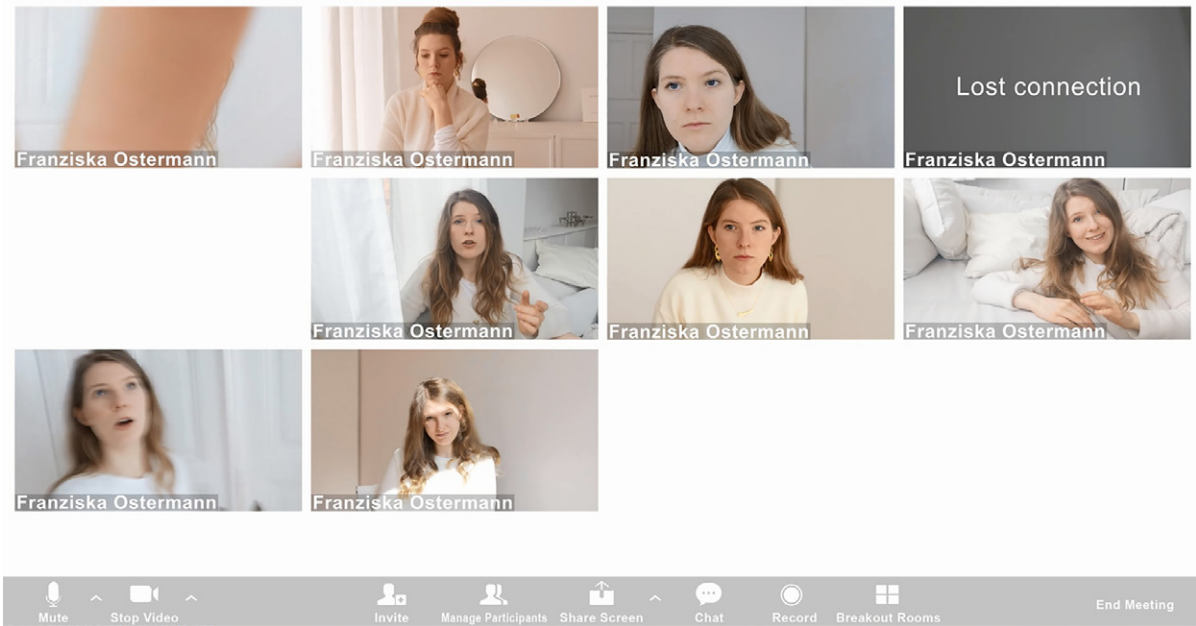 Lost connection
Franziska Ostermann
Franziska Ostermann
Franziska Ostermann
Franziska Ostermann
Franziska Ostermann
Franziska Ostermann
Franziska Ostermann
Franziska Ostermann
Franziska Ostermann
Mute
Stop Video
Invite
Manage Participants
Share Screen
Chat
Record
Breakout Rooms
End Meeting